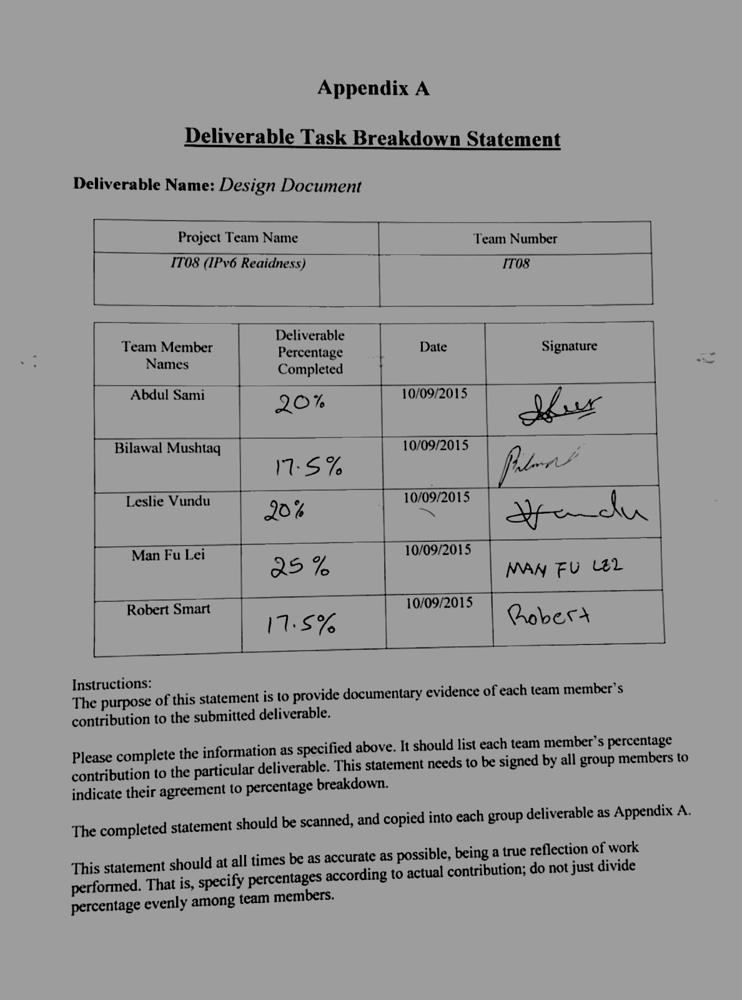 Appendix A
Deliverable Task Breakdown Statement
Deliverable Name: Design Document
Project Team Name Team Number
IT08 (IPv6 Reaidness) IT08
Team Member Names Deliverable Percentage Completed Date Signature
Abdul Sami 20% 10/09/2015
Bilawal Mushtaq 17.5% 10/09/2015
Leslie Vundu 20% 10/09/2015
Man Fu Lei 25% 10/09/2015 MAN FU LEI
Robert Smart 17.5% 10/09/2015 Robert
Instructions:
The purpose of this statement is to provide documentary evidence of each team member's
contribution to the submitted deliverable.
Please complete the information as specified above. It should list each team member's percentage
contribution to the particular deliverable. This statement needs to be signed by all group members to
indicate their agreement to percentage breakdown.
The completed statement should be scanned, and copied into each group deliverable as Appendix A.
This statement should at all times be as accurate as possible, being a true reflection of work
performed. That is, specify percentages according to actual contribution; do not just divide
percentage evenly among team members.